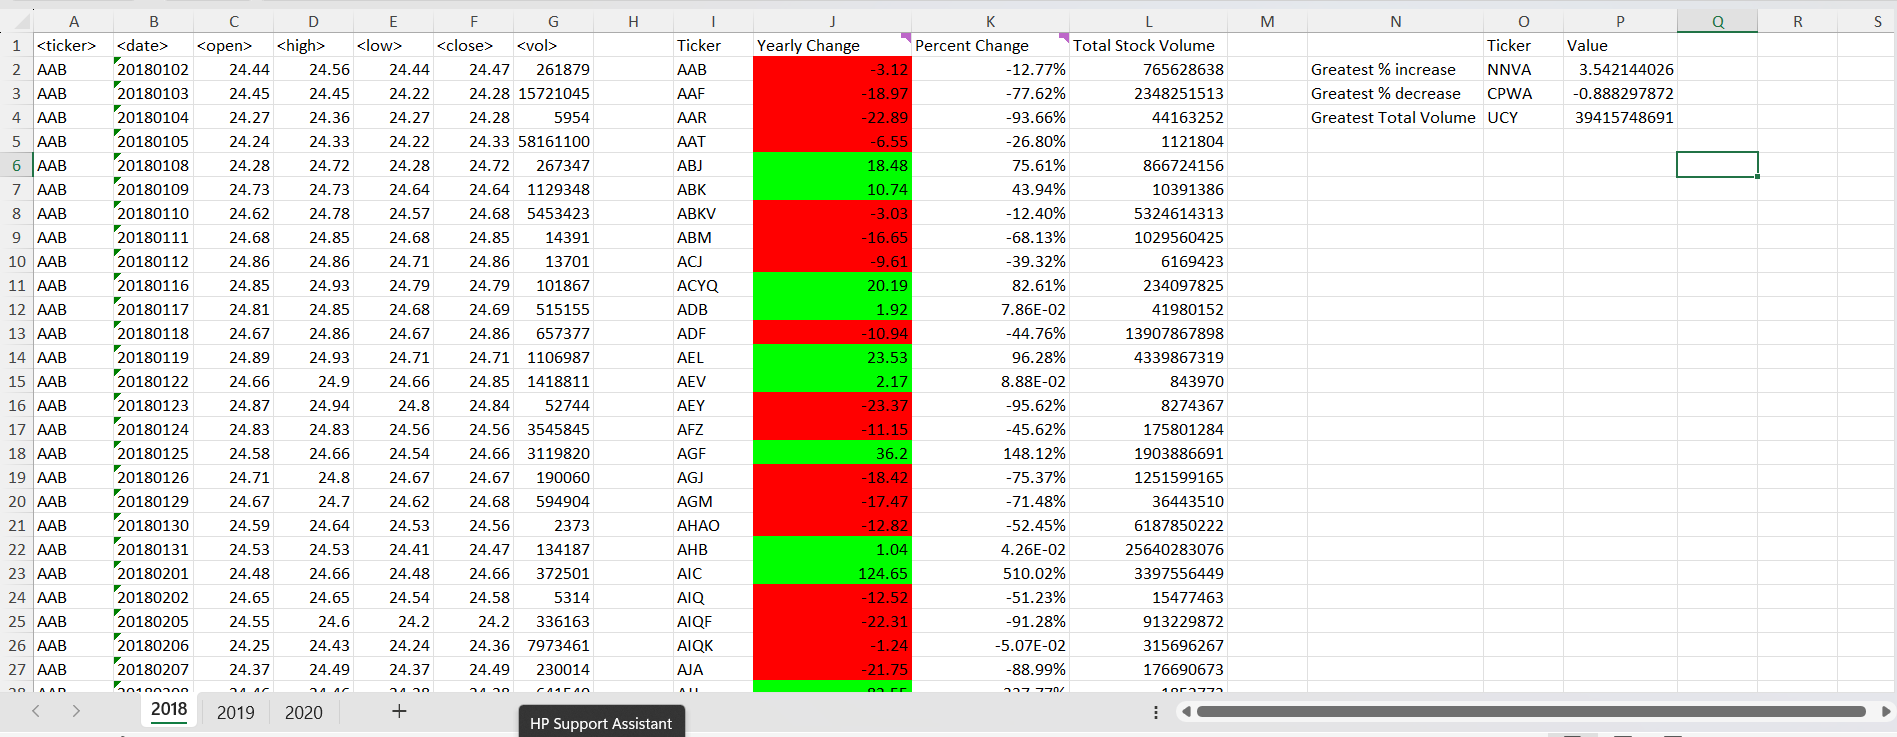 A B C D E F G H I J K L M N O P Q R S
1 <ticker> <date> <open> <high> <low> <close> <vol> Ticker Yearly Change Percent Change Total Stock Volume Ticker Value
2 AAB 20180102 24.44 24.56 24.44 24.47 261879 AAB -3.12 -12.77% 765628638 Greatest % increase NNVA 3.542144026
3 AAB 20180103 24.45 24.45 24.22 24.28 15721045 AAF -18.97 -77.62% 2348251513 Greatest % decrease CPWA -0.888297872
4 AAB 20180104 24.27 24.36 24.27 24.28 5954 AAR -22.89 -93.66% 44163252 Greatest Total Volume UCY 39415748691
5 AAB 20180105 24.24 24.33 24.22 24.33 58161100 AAT -6.55 -26.80% 1121804
6 AAB 20180108 24.28 24.72 24.28 24.72 267347 ABJ 18.48 75.61% 866724156
7 AAB 20180109 24.73 24.73 24.64 24.64 1129348 ABK 10.74 43.94% 10391386
8 AAB 20180110 24.62 24.78 24.57 24.68 5453423 ABKV -3.03 -12.40% 5324614313
9 AAB 20180111 24.68 24.85 24.68 24.85 14391 ABM -16.65 -68.13% 1029560425
10 AAB 20180112 24.86 24.86 24.71 24.86 13701 ACJ -9.61 -39.32% 6169423
11 AAB 20180116 24.85 24.93 24.79 24.79 101867 ACYQ 20.19 82.61% 234097825
12 AAB 20180117 24.81 24.85 24.68 24.69 515155 ADB 1.92 7.86E-02 41980152
13 AAB 20180118 24.67 24.86 24.67 24.86 657377 ADF -10.94 -44.76% 13907867898
14 AAB 20180119 24.89 24.93 24.71 24.71 1106987 AEL 23.53 96.28% 4339867319
15 AAB 20180122 24.66 24.9 24.66 24.85 1418811 AEV 2.17 8.88E-02 843970
16 AAB 20180123 24.87 24.94 24.8 24.84 52744 AEY -23.37 -95.62% 8274367
17 AAB 20180124 24.83 24.83 24.56 24.56 3545845 AFZ -11.15 -45.62% 175801284
18 AAB 20180125 24.58 24.66 24.54 24.66 3119820 AGF 36.2 148.12% 1903886691
19 AAB 20180126 24.71 24.8 24.67 24.67 190060 AGJ -18.42 -75.37% 1251599165
20 AAB 20180129 24.67 24.7 24.62 24.68 594904 AGM -17.47 -71.48% 36443510
21 AAB 20180130 24.59 24.64 24.53 24.56 2373 AHAO -12.82 -52.45% 6187850222
22 AAB 20180131 24.53 24.53 24.41 24.47 134187 AHB 1.04 4.26E-02 25640283076
23 AAB 20180201 24.48 24.66 24.48 24.66 372501 AIC 124.65 510.02% 3397556449
24 AAB 20180202 24.65 24.65 24.54 24.58 5314 AIQ -12.52 -51.23% 15477463
25 AAB 20180205 24.55 24.6 24.2 24.2 336163 AIQF -22.31 -91.28% 913229872
26 AAB 20180206 24.25 24.43 24.24 24.36 7973461 AIQK -1.24 -5.07E-02 315696267
27 AAB 20180207 24.37 24.49 24.37 24.49 230014 AJA -21.75 -88.99% 176690673
2018 2019 2020
HP Support Assistant